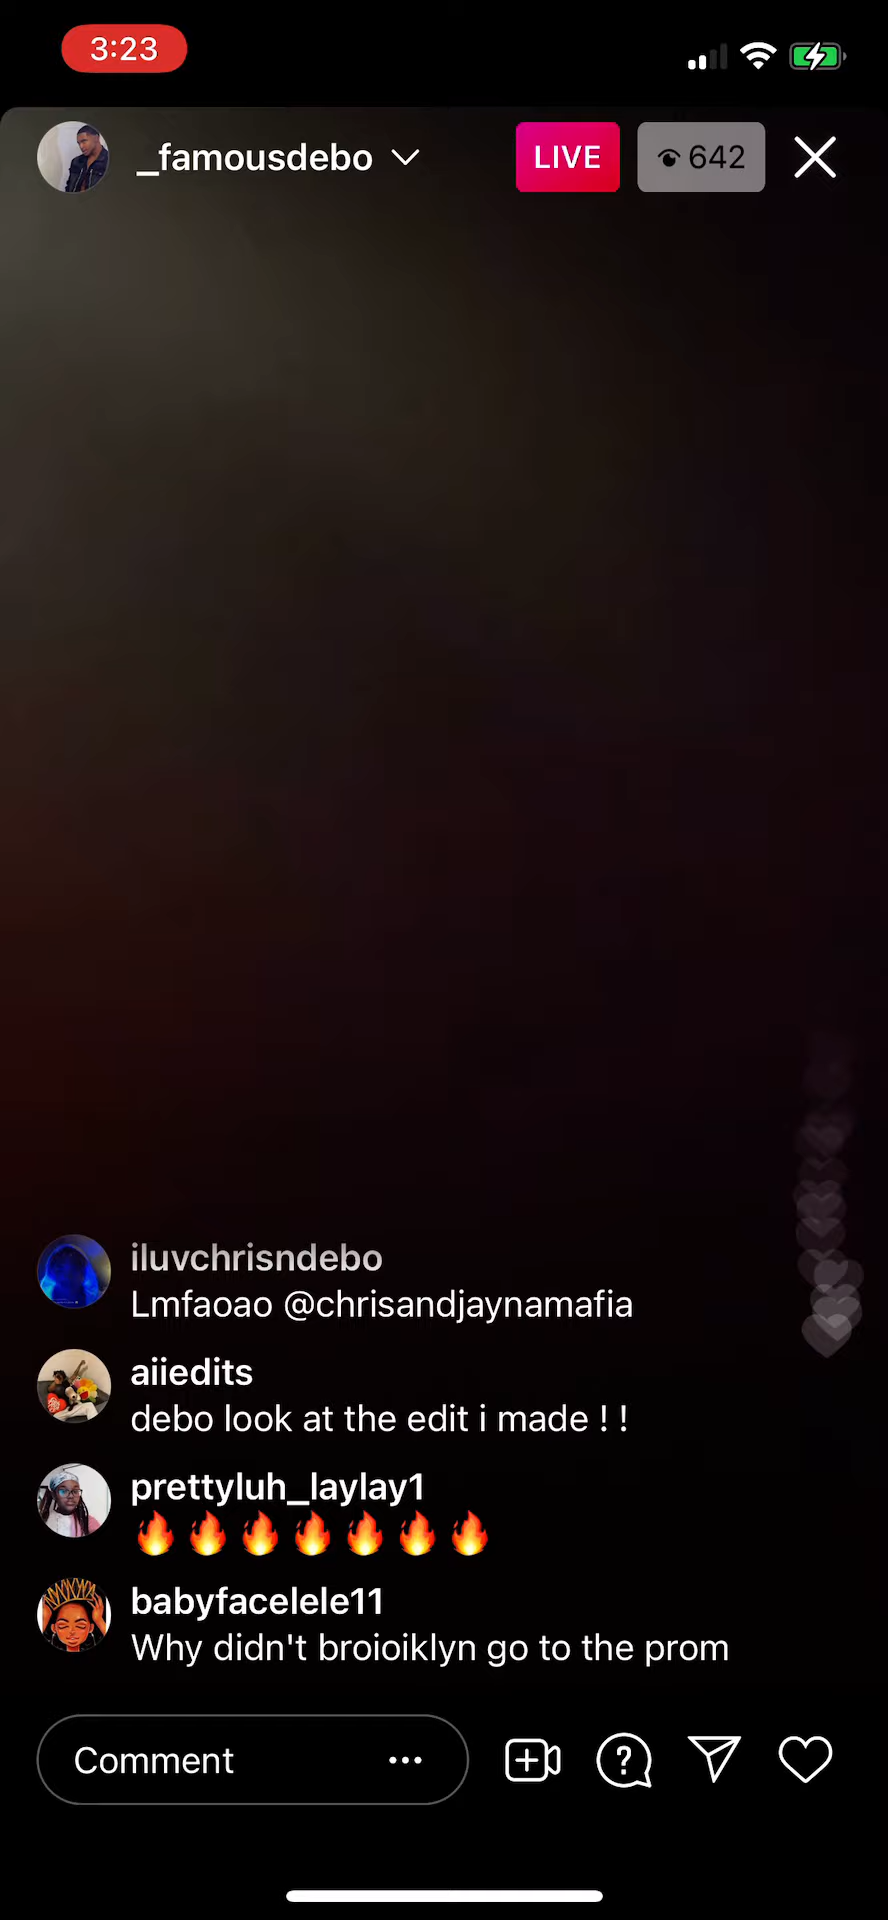 3:23
_famousdebo
LIVE
642
iluvchrisndebo
Lmfaoao @chrisandjaynamafia
aiiedits
debo look at the edit i made ! !
prettyluh_laylay1
🔥🔥🔥🔥🔥🔥🔥
babyfacelele11
Why didn't broioiklyn go to the prom
Comment